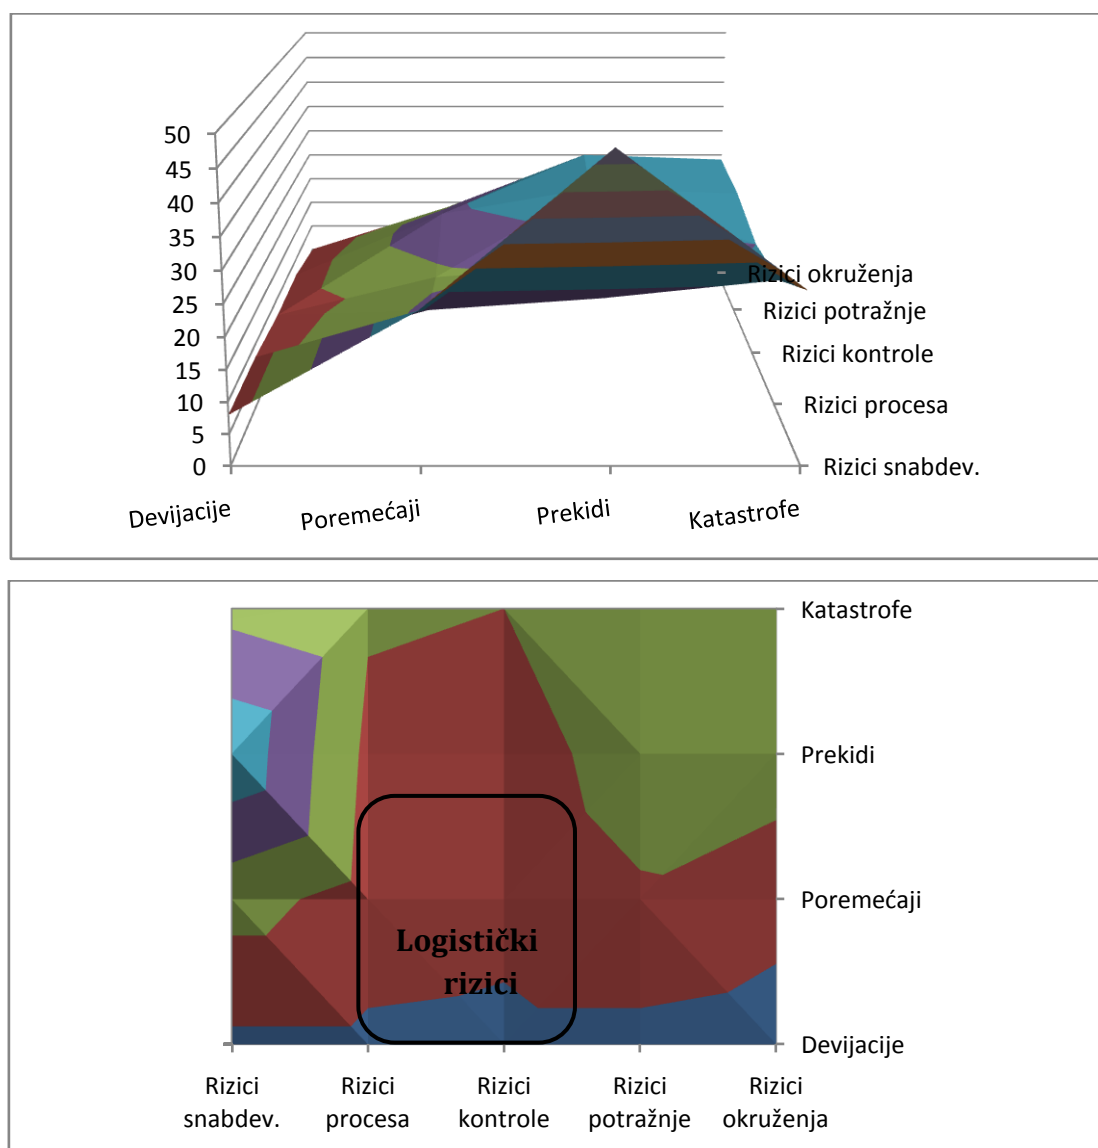 50
45
40
35
30
25
20
15
10
5
0
Rizici okruženja
Rizici potražnje
Rizici kontrole
Rizici procesa
Rizici snabdev.
Devijacije
Poremećaji
Prekidi
Katastrofe
Katastrofe
Prekidi
Poremećaji
Devijacije
Logistički
rizici
Rizici
snabdev.
Rizici
procesa
Rizici
kontrole
Rizici
potražnje
Rizici
okruženja